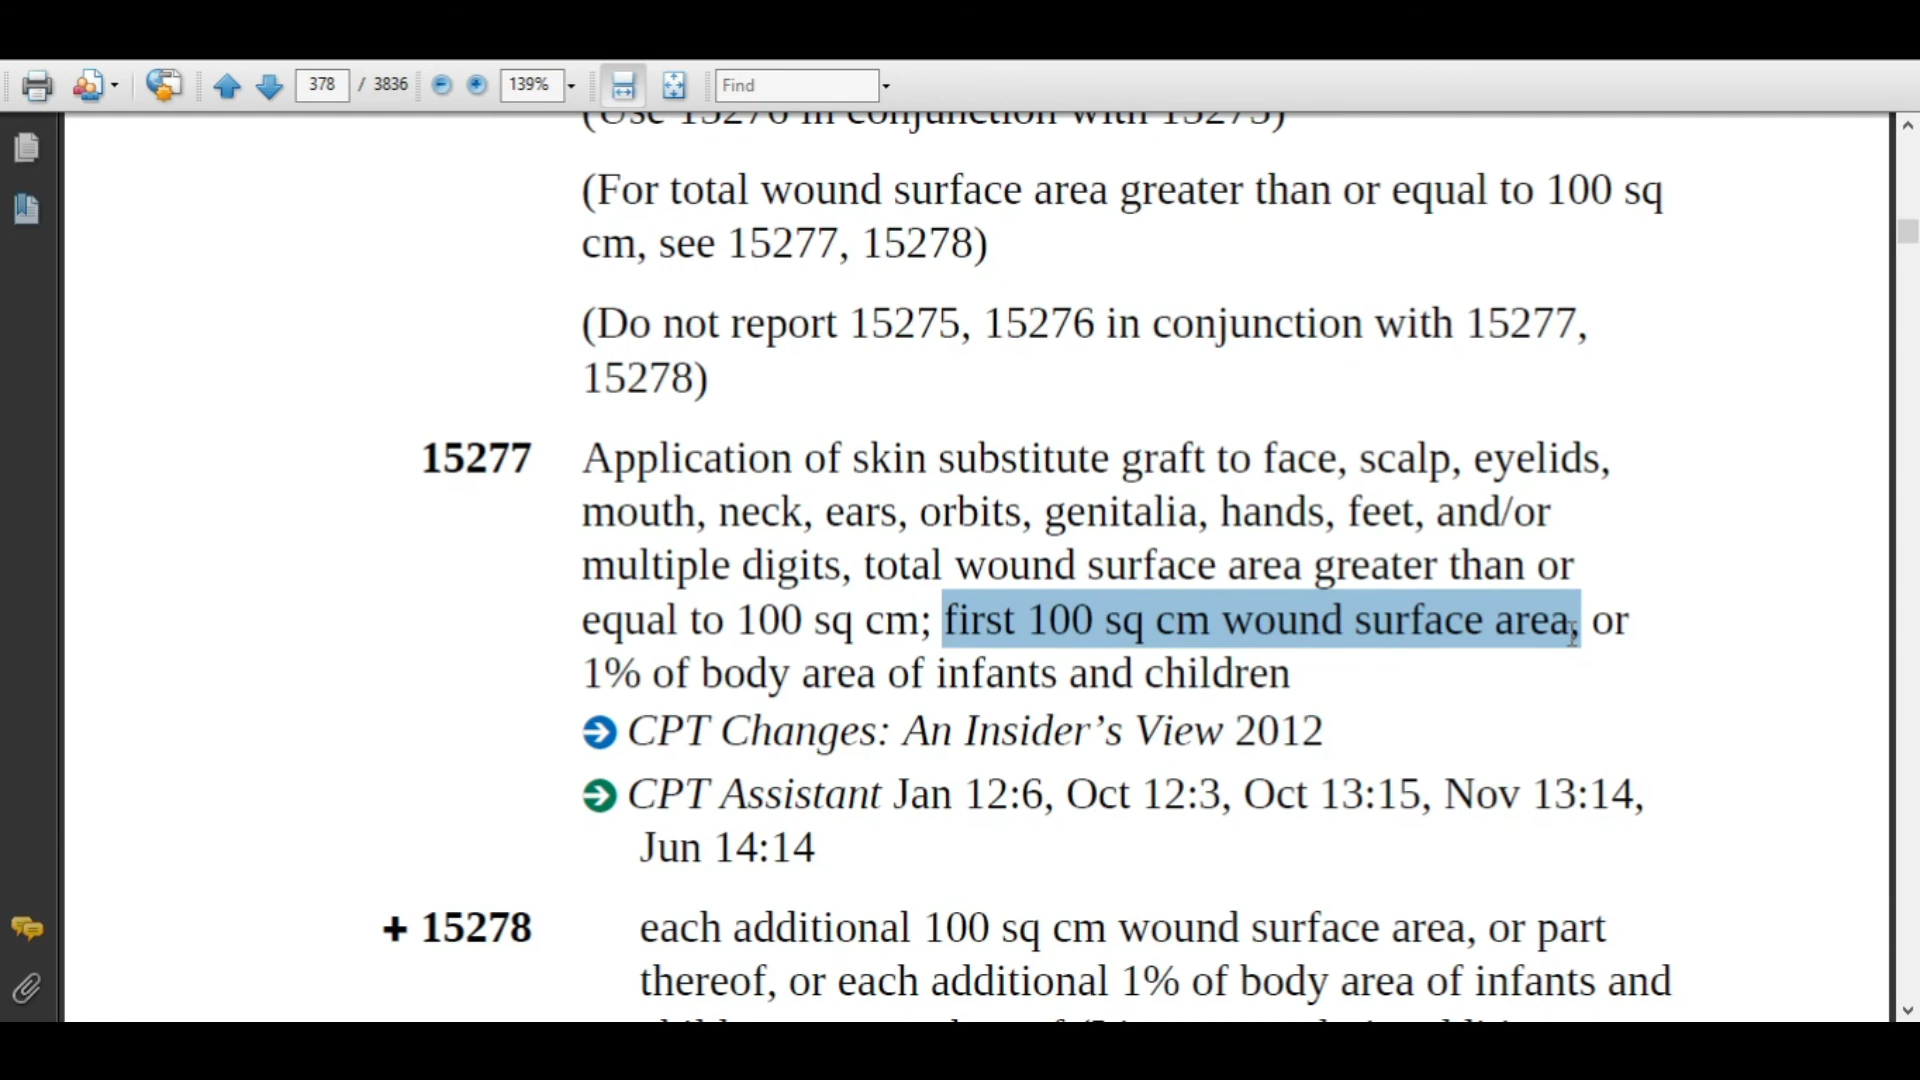 378 / 3836 139% Find
(Use 15276 in conjunction with 15275)
(For total wound surface area greater than or equal to 100 sq
cm, see 15277, 15278)
(Do not report 15275, 15276 in conjunction with 15277,
15278)
15277 Application of skin substitute graft to face, scalp, eyelids,
mouth, neck, ears, orbits, genitalia, hands, feet, and/or
multiple digits, total wound surface area greater than or
equal to 100 sq cm; first 100 sq cm wound surface area, or
1% of body area of infants and children
CPT Changes: An Insider’s View 2012
CPT Assistant Jan 12:6, Oct 12:3, Oct 13:15, Nov 13:14,
Jun 14:14
+ 15278 each additional 100 sq cm wound surface area, or part
thereof, or each additional 1% of body area of infants and